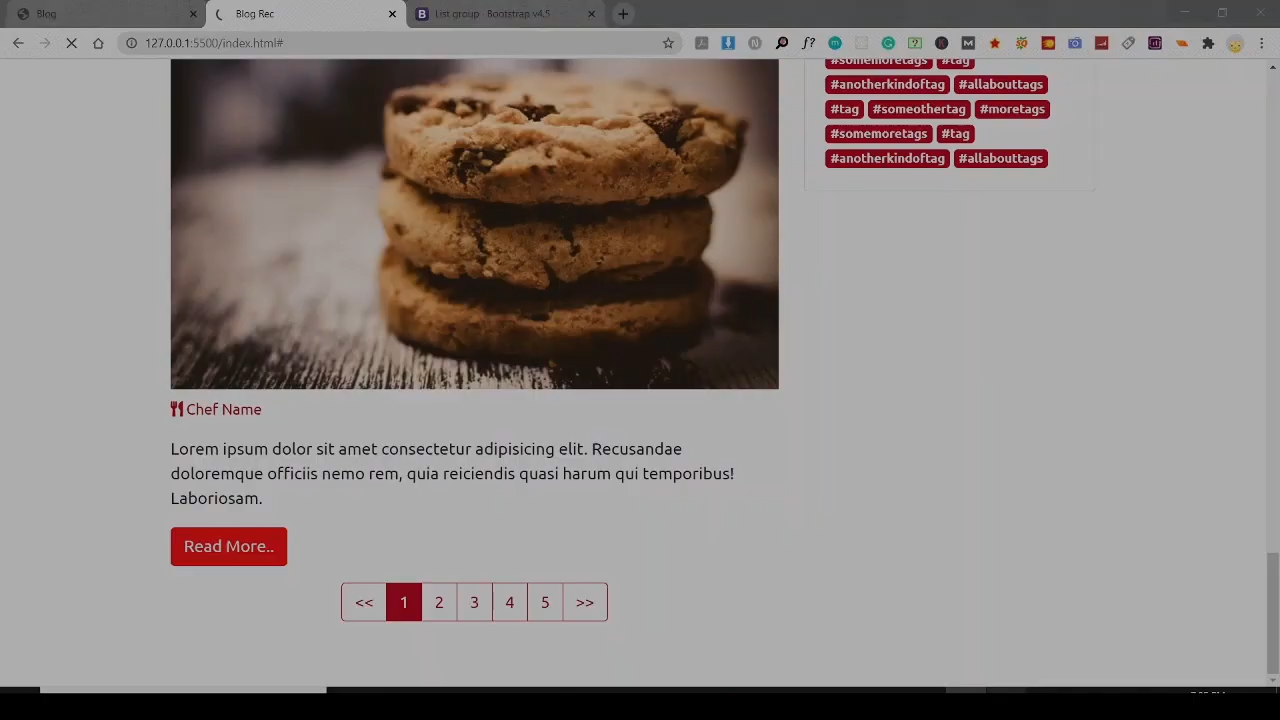 Blog
Blog Rec
List group · Bootstrap v4.5
127.0.0.1:5500/index.html#
#somemoretags #tag
#anotherkindoftag #allabouttags
#tag #someothertag #moretags
#somemoretags #tag
#anotherkindoftag #allabouttags
Chef Name
Lorem ipsum dolor sit amet consectetur adipisicing elit. Recusandae
doloremque officiis nemo rem, quia reiciendis quasi harum qui temporibus!
Laboriosam.
Read More..
<< 1 2 3 4 5 >>